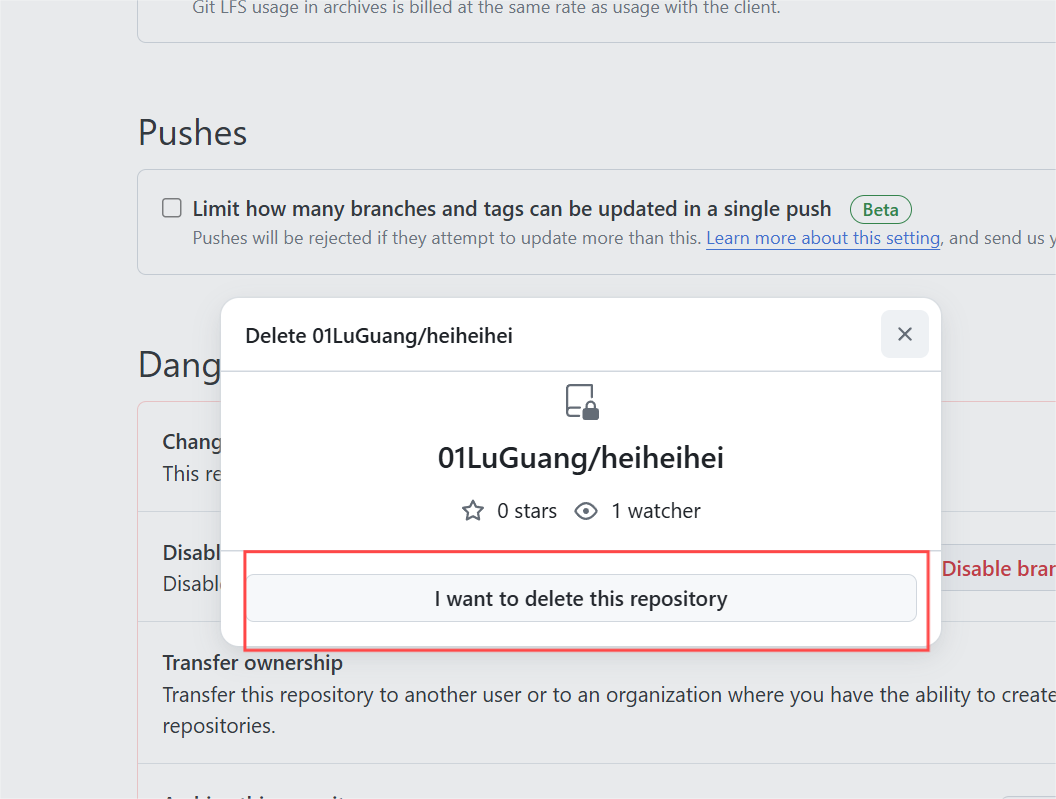 Git LFS usage in archives is billed at the same rate as usage with the client.
Pushes
Limit how many branches and tags can be updated in a single push Beta
Pushes will be rejected if they attempt to update more than this. Learn more about this setting, and send us
Delete 01LuGuang/heiheihei
Dang
01LuGuang/heiheihei
Chang
This re
0 stars 1 watcher
Disabl
Disable bran
Disabl
I want to delete this repository
Transfer ownership
Transfer this repository to another user or to an organization where you have the ability to create
repositories.